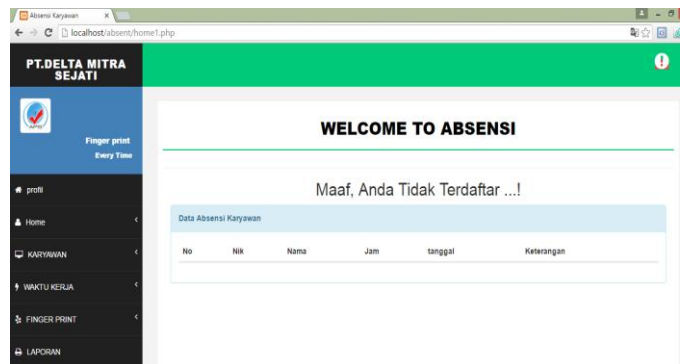 Absensi Karyawan
localhost/absent/home1.php
PT.DELTA MITRA
SEJATI
Finger print
Every Time
WELCOME TO ABSENSI
Maaf, Anda Tidak Terdaftar ...!
profil
Home
KARYAWAN
WAKTU KERJA
FINGER PRINT
LAPORAN
Data Absensi Karyawan
No Nik Nama Jam tanggal Keterangan